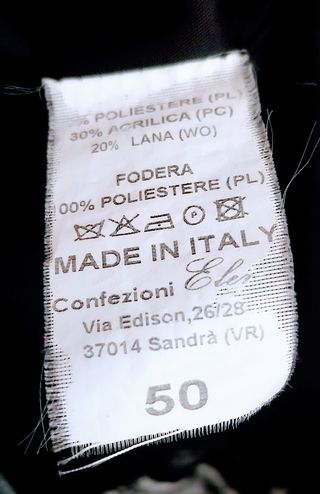 % POLIESTERE (PL)
30% ACRILICA (PC)
20% LANA (WO)
FODERA
00% POLIESTERE (PL)
P
MADE IN ITALY
Confezioni
Via Edison,26/28
37014 Sandrà (VR)
50